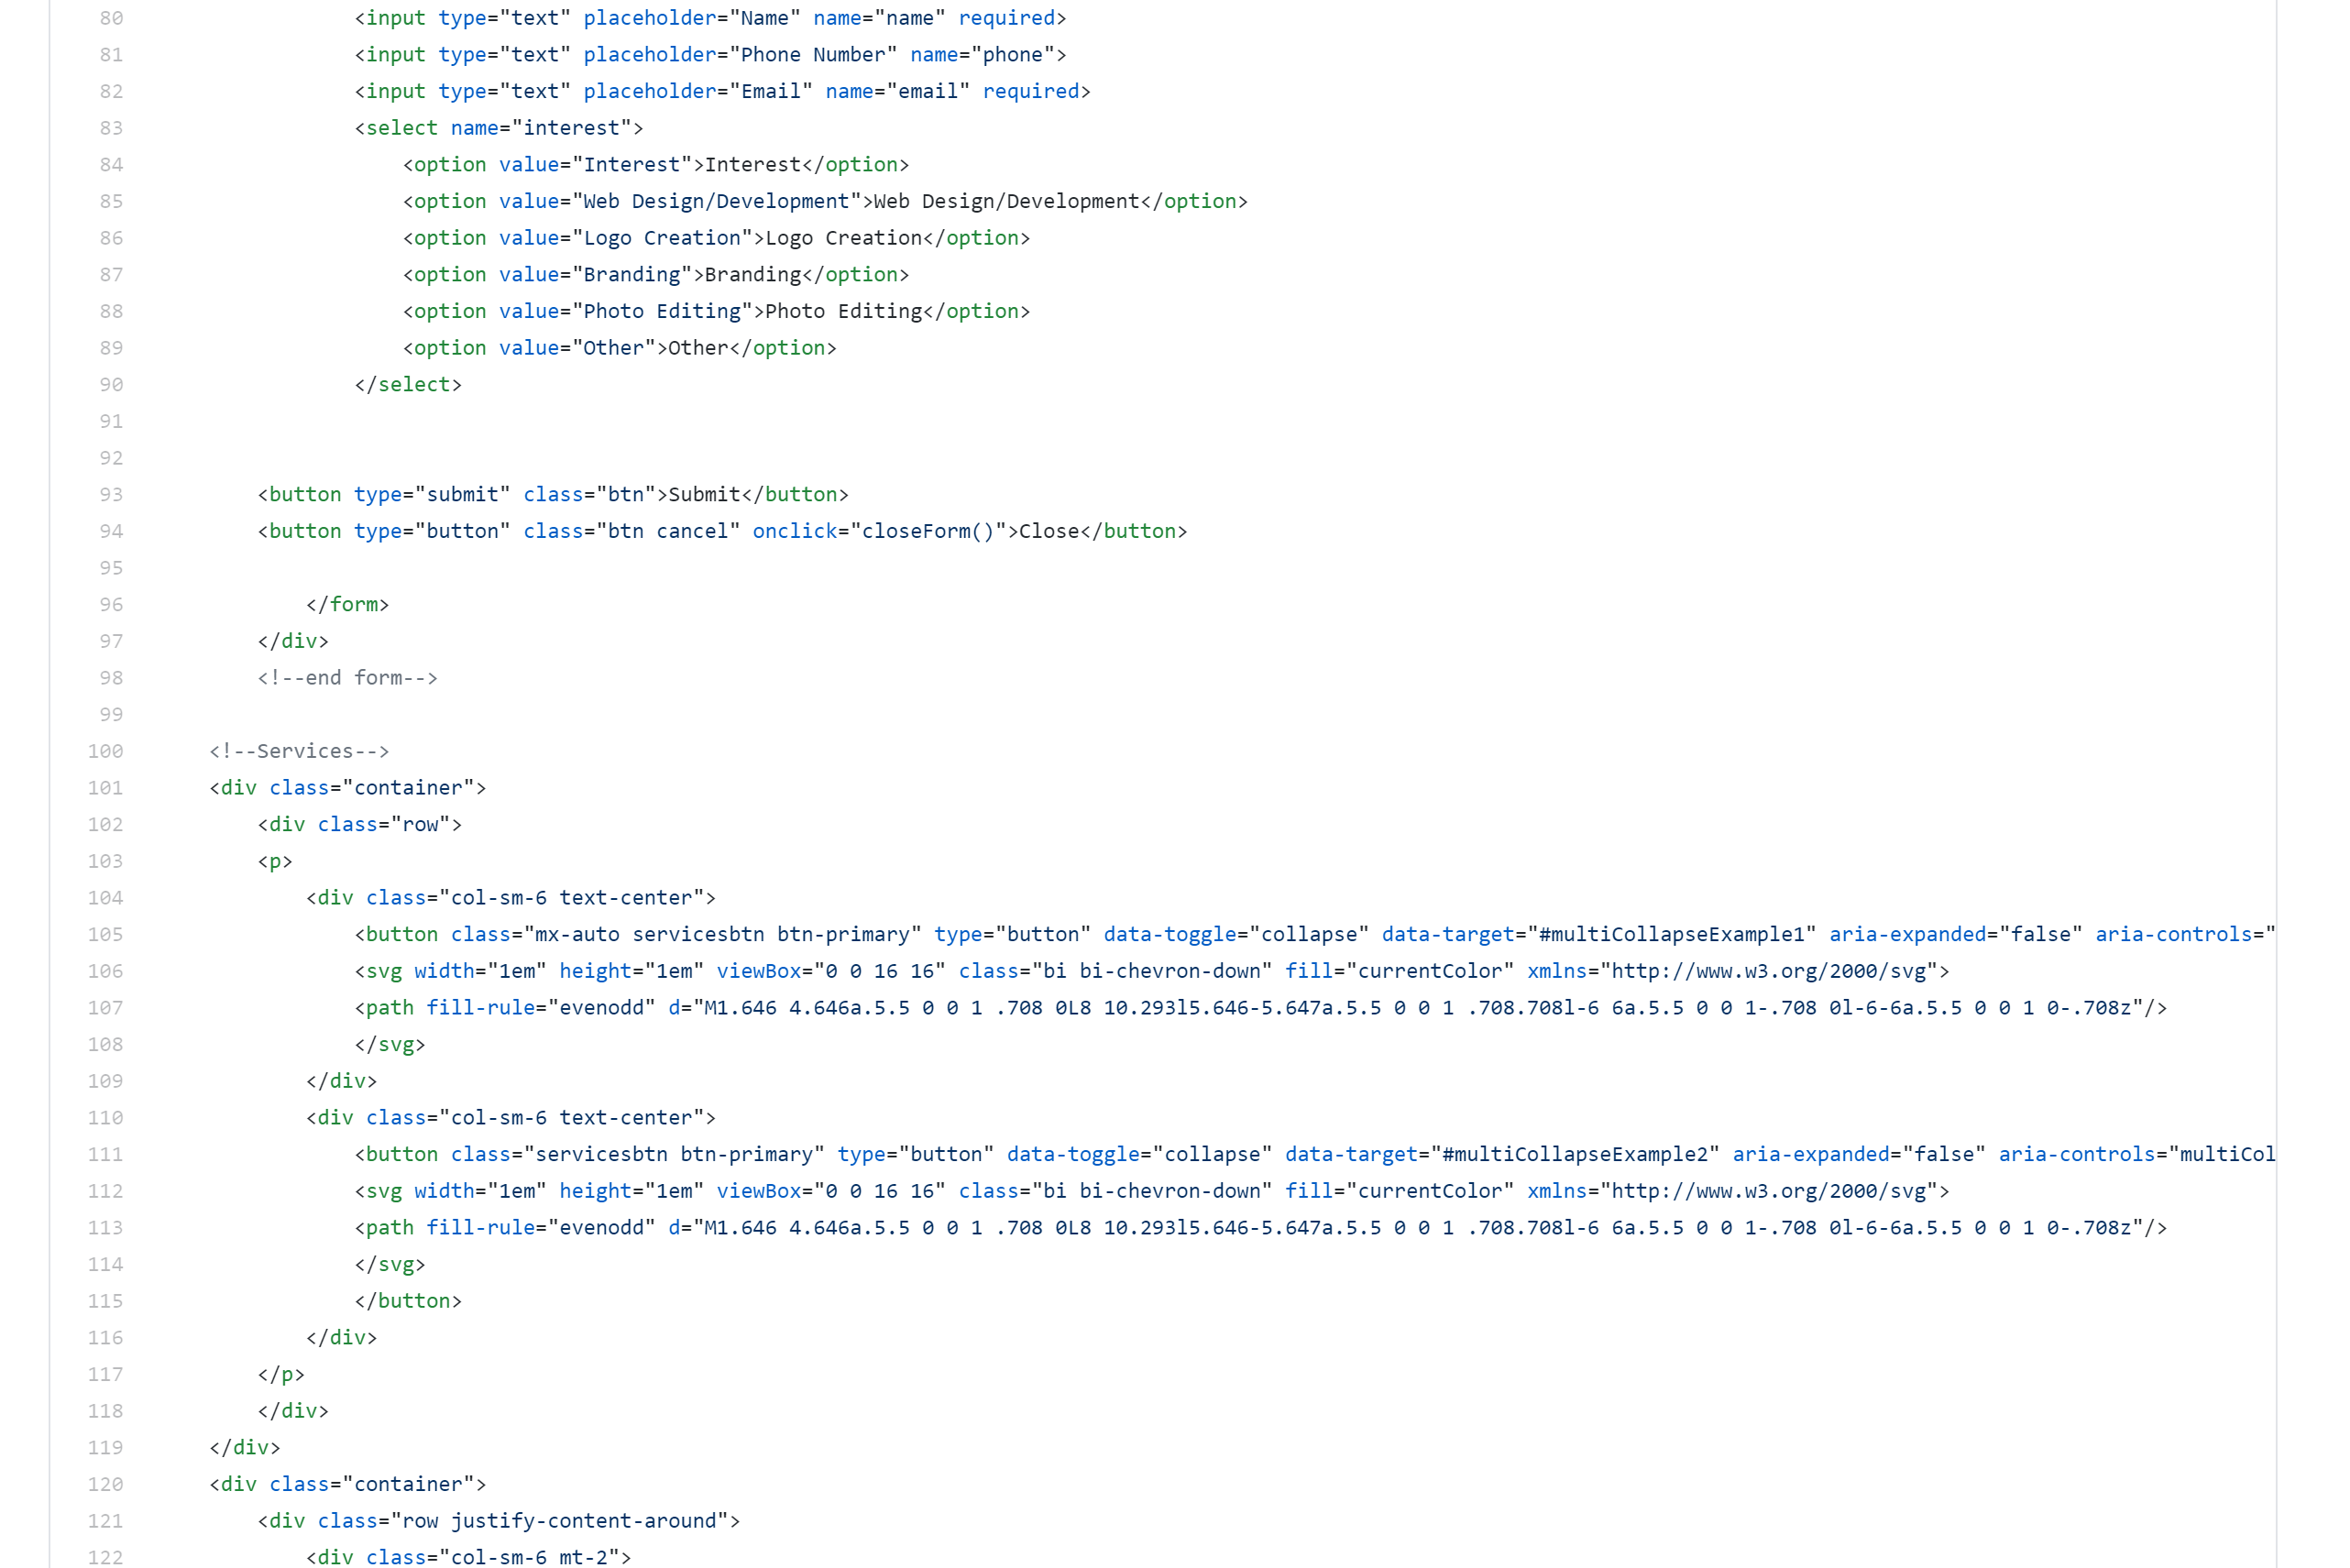 80 <input type="text" placeholder="Name" name="name" required>
81 <input type="text" placeholder="Phone Number" name="phone">
82 <input type="text" placeholder="Email" name="email" required>
83 <select name="interest">
84 <option value="Interest">Interest</option>
85 <option value="Web Design/Development">Web Design/Development</option>
86 <option value="Logo Creation">Logo Creation</option>
87 <option value="Branding">Branding</option>
88 <option value="Photo Editing">Photo Editing</option>
89 <option value="Other">Other</option>
90 </select>
91
92
93 <button type="submit" class="btn">Submit</button>
94 <button type="button" class="btn cancel" onclick="closeForm()">Close</button>
95
96 </form>
97 </div>
98 <!--end form-->
99
100 <!--Services-->
101 <div class="container">
102 <div class="row">
103 <p>
104 <div class="col-sm-6 text-center">
105 <button class="mx-auto servicesbtn btn-primary" type="button" data-toggle="collapse" data-target="#multiCollapseExample1" aria-expanded="false" aria-controls="
106 <svg width="1em" height="1em" viewBox="0 0 16 16" class="bi bi-chevron-down" fill="currentColor" xmlns="http://www.w3.org/2000/svg">
107 <path fill-rule="evenodd" d="M1.646 4.646a.5.5 0 0 1 .708 0L8 10.293l5.646-5.647a.5.5 0 0 1 .708.708l-6 6a.5.5 0 0 1-.708 0l-6-6a.5.5 0 0 1 0-.708z"/>
108 </svg>
109 </div>
110 <div class="col-sm-6 text-center">
111 <button class="servicesbtn btn-primary" type="button" data-toggle="collapse" data-target="#multiCollapseExample2" aria-expanded="false" aria-controls="multiCol
112 <svg width="1em" height="1em" viewBox="0 0 16 16" class="bi bi-chevron-down" fill="currentColor" xmlns="http://www.w3.org/2000/svg">
113 <path fill-rule="evenodd" d="M1.646 4.646a.5.5 0 0 1 .708 0L8 10.293l5.646-5.647a.5.5 0 0 1 .708.708l-6 6a.5.5 0 0 1-.708 0l-6-6a.5.5 0 0 1 0-.708z"/>
114 </svg>
115 </button>
116 </div>
117 </p>
118 </div>
119 </div>
120 <div class="container">
121 <div class="row justify-content-around">
122 <div class="col-sm-6 mt-2">